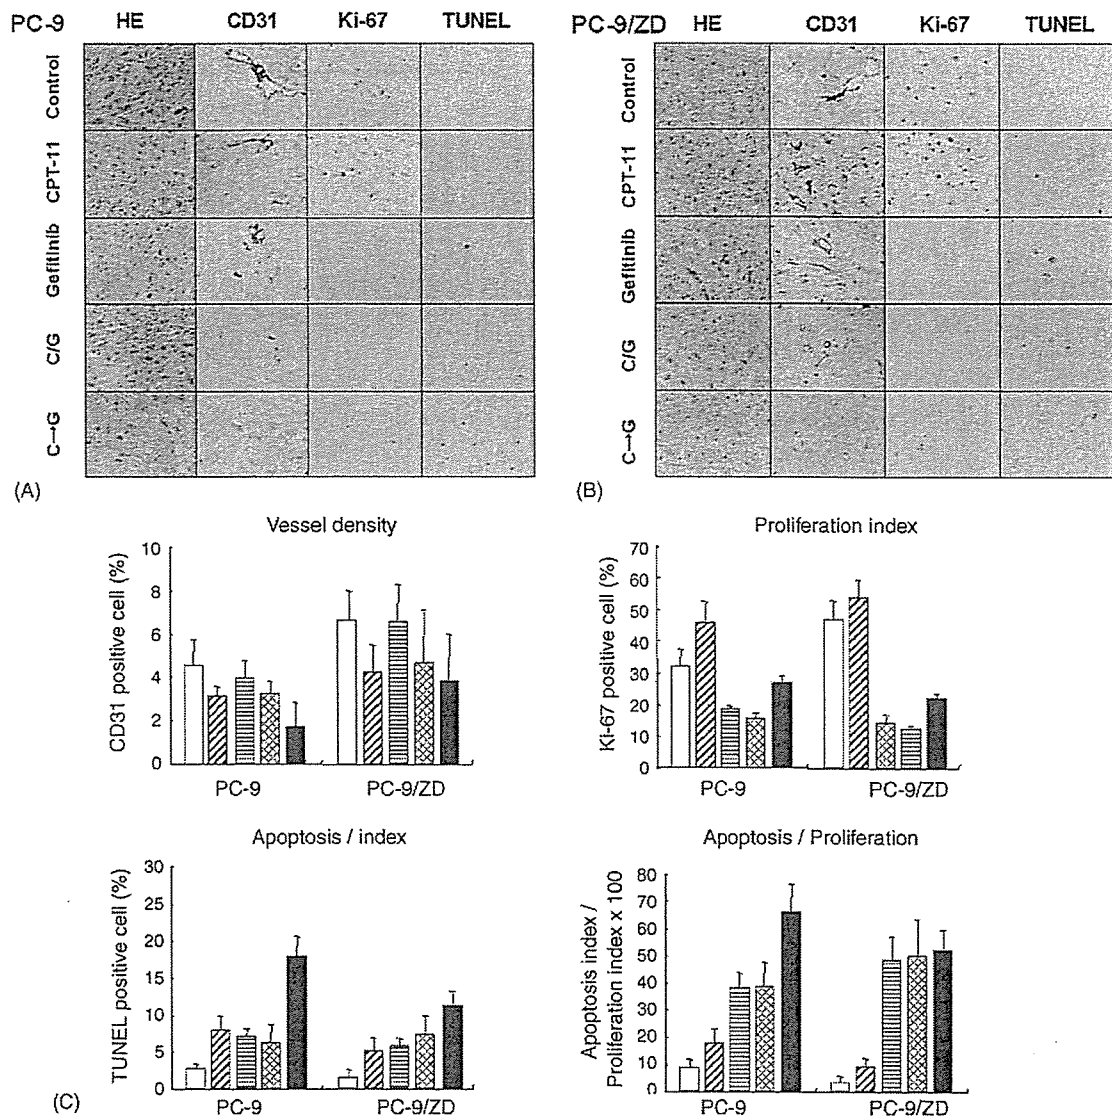 PC-9 HE CD31 Ki-67 TUNEL
Control
CPT-11
Gefitinib
C/G
C→G
(A)
PC-9/ZD HE CD31 Ki-67 TUNEL
Control
CPT-11
Gefitinib
C/G
C→G
(B)
Vessel density
CD31 positive cell (%)
10
8
6
4
2
0
PC-9 PC-9/ZD
Proliferation index
Ki-67 positive cell (%)
70
60
50
40
30
20
10
0
PC-9 PC-9/ZD
Apoptosis / index
TUNEL positive cell (%)
30
25
20
15
10
5
0
PC-9 PC-9/ZD
Apoptosis / Proliferation
Apoptosis index /
Proliferation index x 100
80
70
60
50
40
30
20
10
0
PC-9 PC-9/ZD
(C)